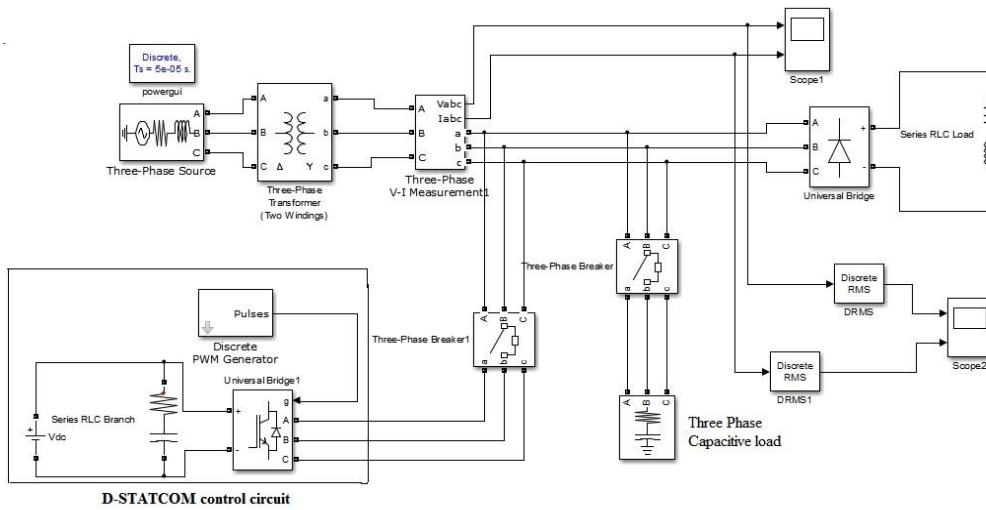 Discrete,
Ts = 5e-05 s.
powergui
A
B
C
Three-Phase Source
A
B
C
a
b
c
Δ
Y
Three-Phase
Transformer
(Two Windings)
A
B
C
Vabc
Iabc
a
b
c
Three-Phase
V-I Measurement1
Scope1
A
B
C
+
-
Universal Bridge
Series RLC Load
Three-Phase Breaker
A
B
C
a
b
c
Discrete
RMS
DRMS
Scope2
Discrete
RMS
DRMS1
Three-Phase Breaker1
A
B
C
a
b
c
A
B
C
Three Phase
Capacitive load
Pulses
Discrete
PWM Generator
Universal Bridge1
Series RLC Branch
Vdc
+
-
g
A
B
C
D-STATCOM control circuit